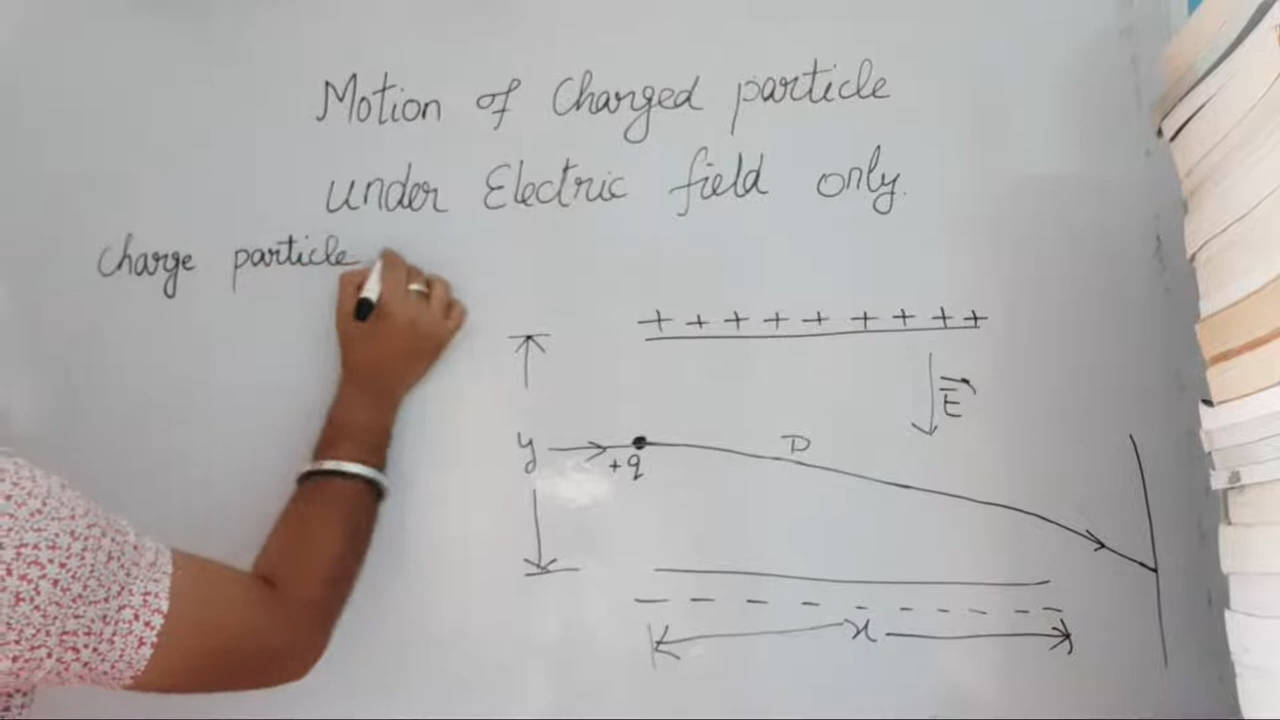 Motion of Charged particle
under Electric field only.
Charge particle
+ + + + + + + + +
E
y
+q
D
- - - - - - - - -
x